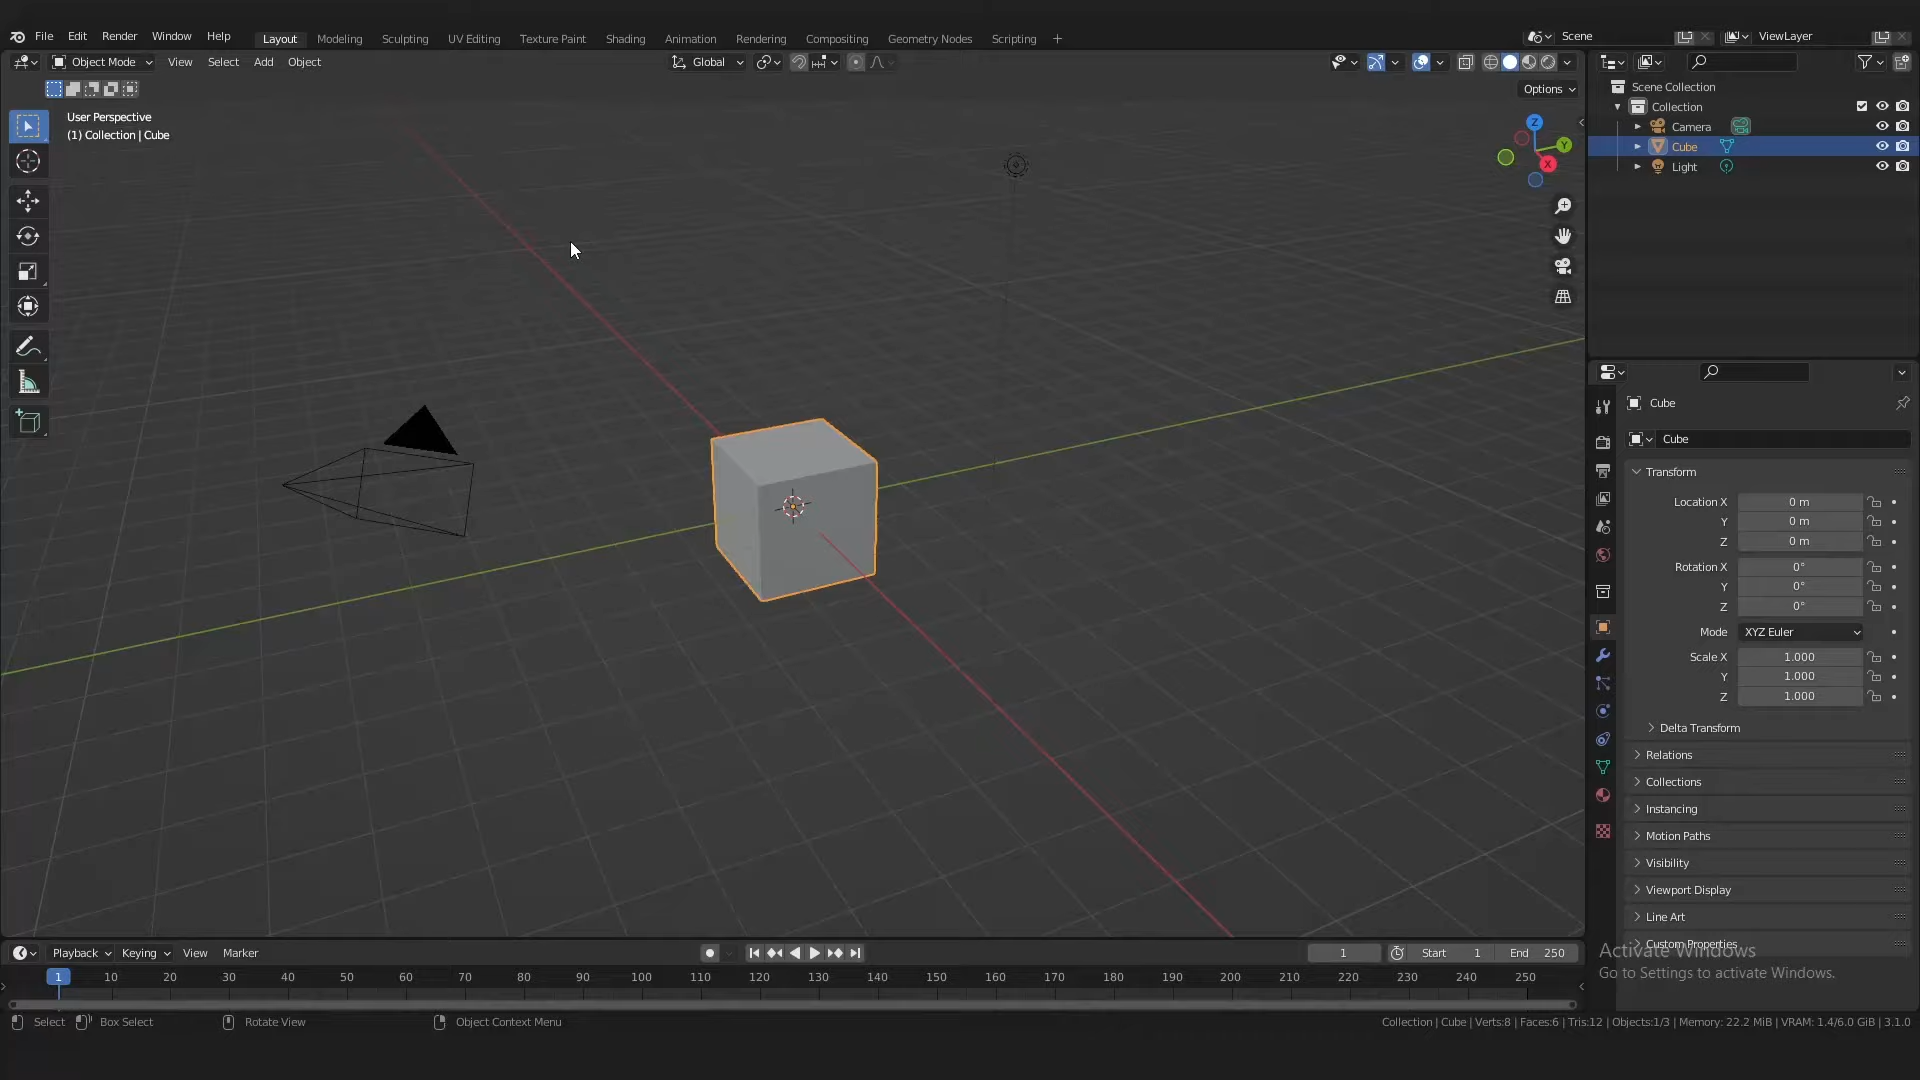 File Edit Render Window Help Layout Modeling Sculpting UV Editing Texture Paint Shading Animation Rendering Compositing Geometry Nodes Scripting + Scene ViewLayer
Object Mode View Select Add Object Global
Options
User Perspective
(1) Collection | Cube
Z
Y
X
Scene Collection
Collection
Camera
Cube
Light
Cube
Cube
Transform
Location X 0 m
Y 0 m
Z 0 m
Rotation X 0°
Y 0°
Z 0°
Mode XYZ Euler
Scale X 1.000
Y 1.000
Z 1.000
Delta Transform
Relations
Collections
Instancing
Motion Paths
Visibility
Viewport Display
Line Art
Custom Properties
Activate Windows
Go to Settings to activate Windows.
Playback Keying View Marker 1 Start 1 End 250
1 10 20 30 40 50 60 70 80 90 100 110 120 130 140 150 160 170 180 190 200 210 220 230 240 250
Select Box Select Rotate View Object Context Menu Collection | Cube | Verts:8 | Faces:6 | Tris:12 | Objects:1/3 | Memory: 22.2 MiB | VRAM: 1.4/6.0 GiB | 3.1.0